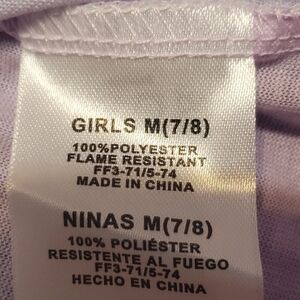 GIRLS M(7/8)
100%POLYESTER
FLAME RESISTANT
FF3-71/5-74
MADE IN CHINA
NINAS M(7/8)
100% POLIÉSTER
RESISTENTE AL FUEGO
FF3-71/5-74
HECHO EN CHINA